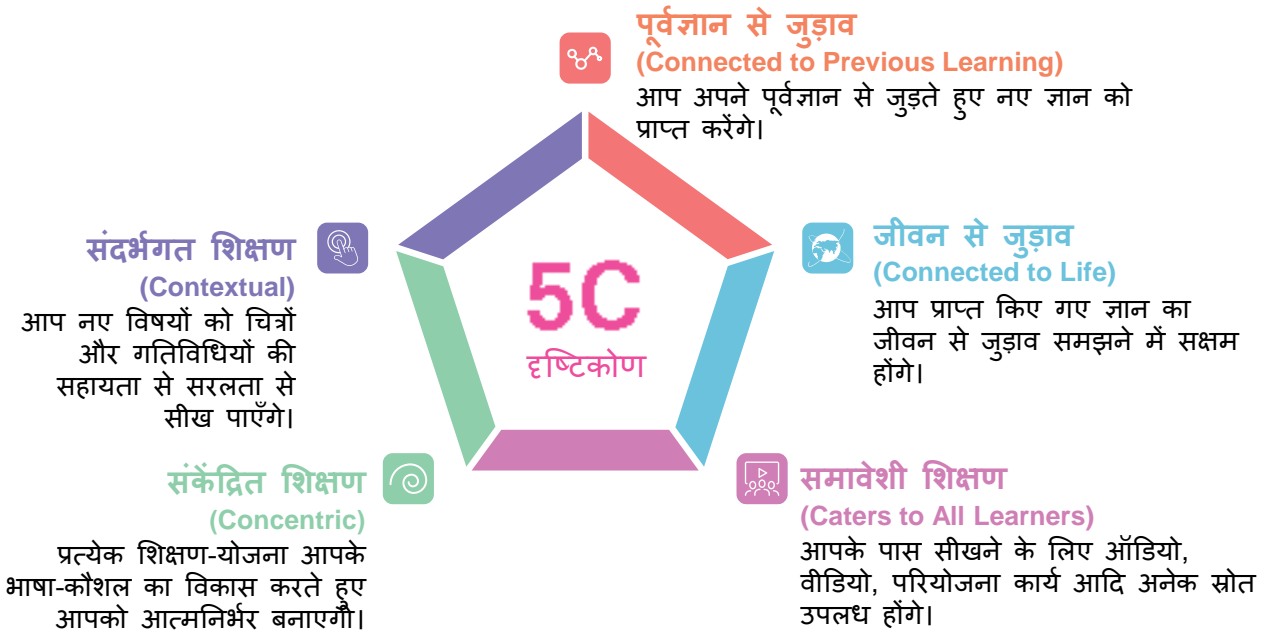 पूर्वज्ञान से जुड़ाव
(Connected to Previous Learning)
आप अपने पूर्वज्ञान से जुड़ते हुए नए ज्ञान को
प्राप्त करेंगे।
जीवन से जुड़ाव
(Connected to Life)
आप प्राप्त किए गए ज्ञान का
जीवन से जुड़ाव समझने में सक्षम
होंगे।
समावेशी शिक्षण
(Caters to All Learners)
आपके पास सीखने के लिए ऑडियो,
वीडियो, परियोजना कार्य आदि अनेक स्रोत
उपलध होंगे।
संकेंद्रित शिक्षण
(Concentric)
प्रत्येक शिक्षण-योजना आपके
भाषा-कौशल का विकास करते हुए
आपको आत्मनिर्भर बनाएगी।
संदर्भगत शिक्षण
(Contextual)
आप नए विषयों को चित्रों
और गतिविधियों की
सहायता से सरलता से
सीख पाएँगे।
5C
दृष्टिकोण